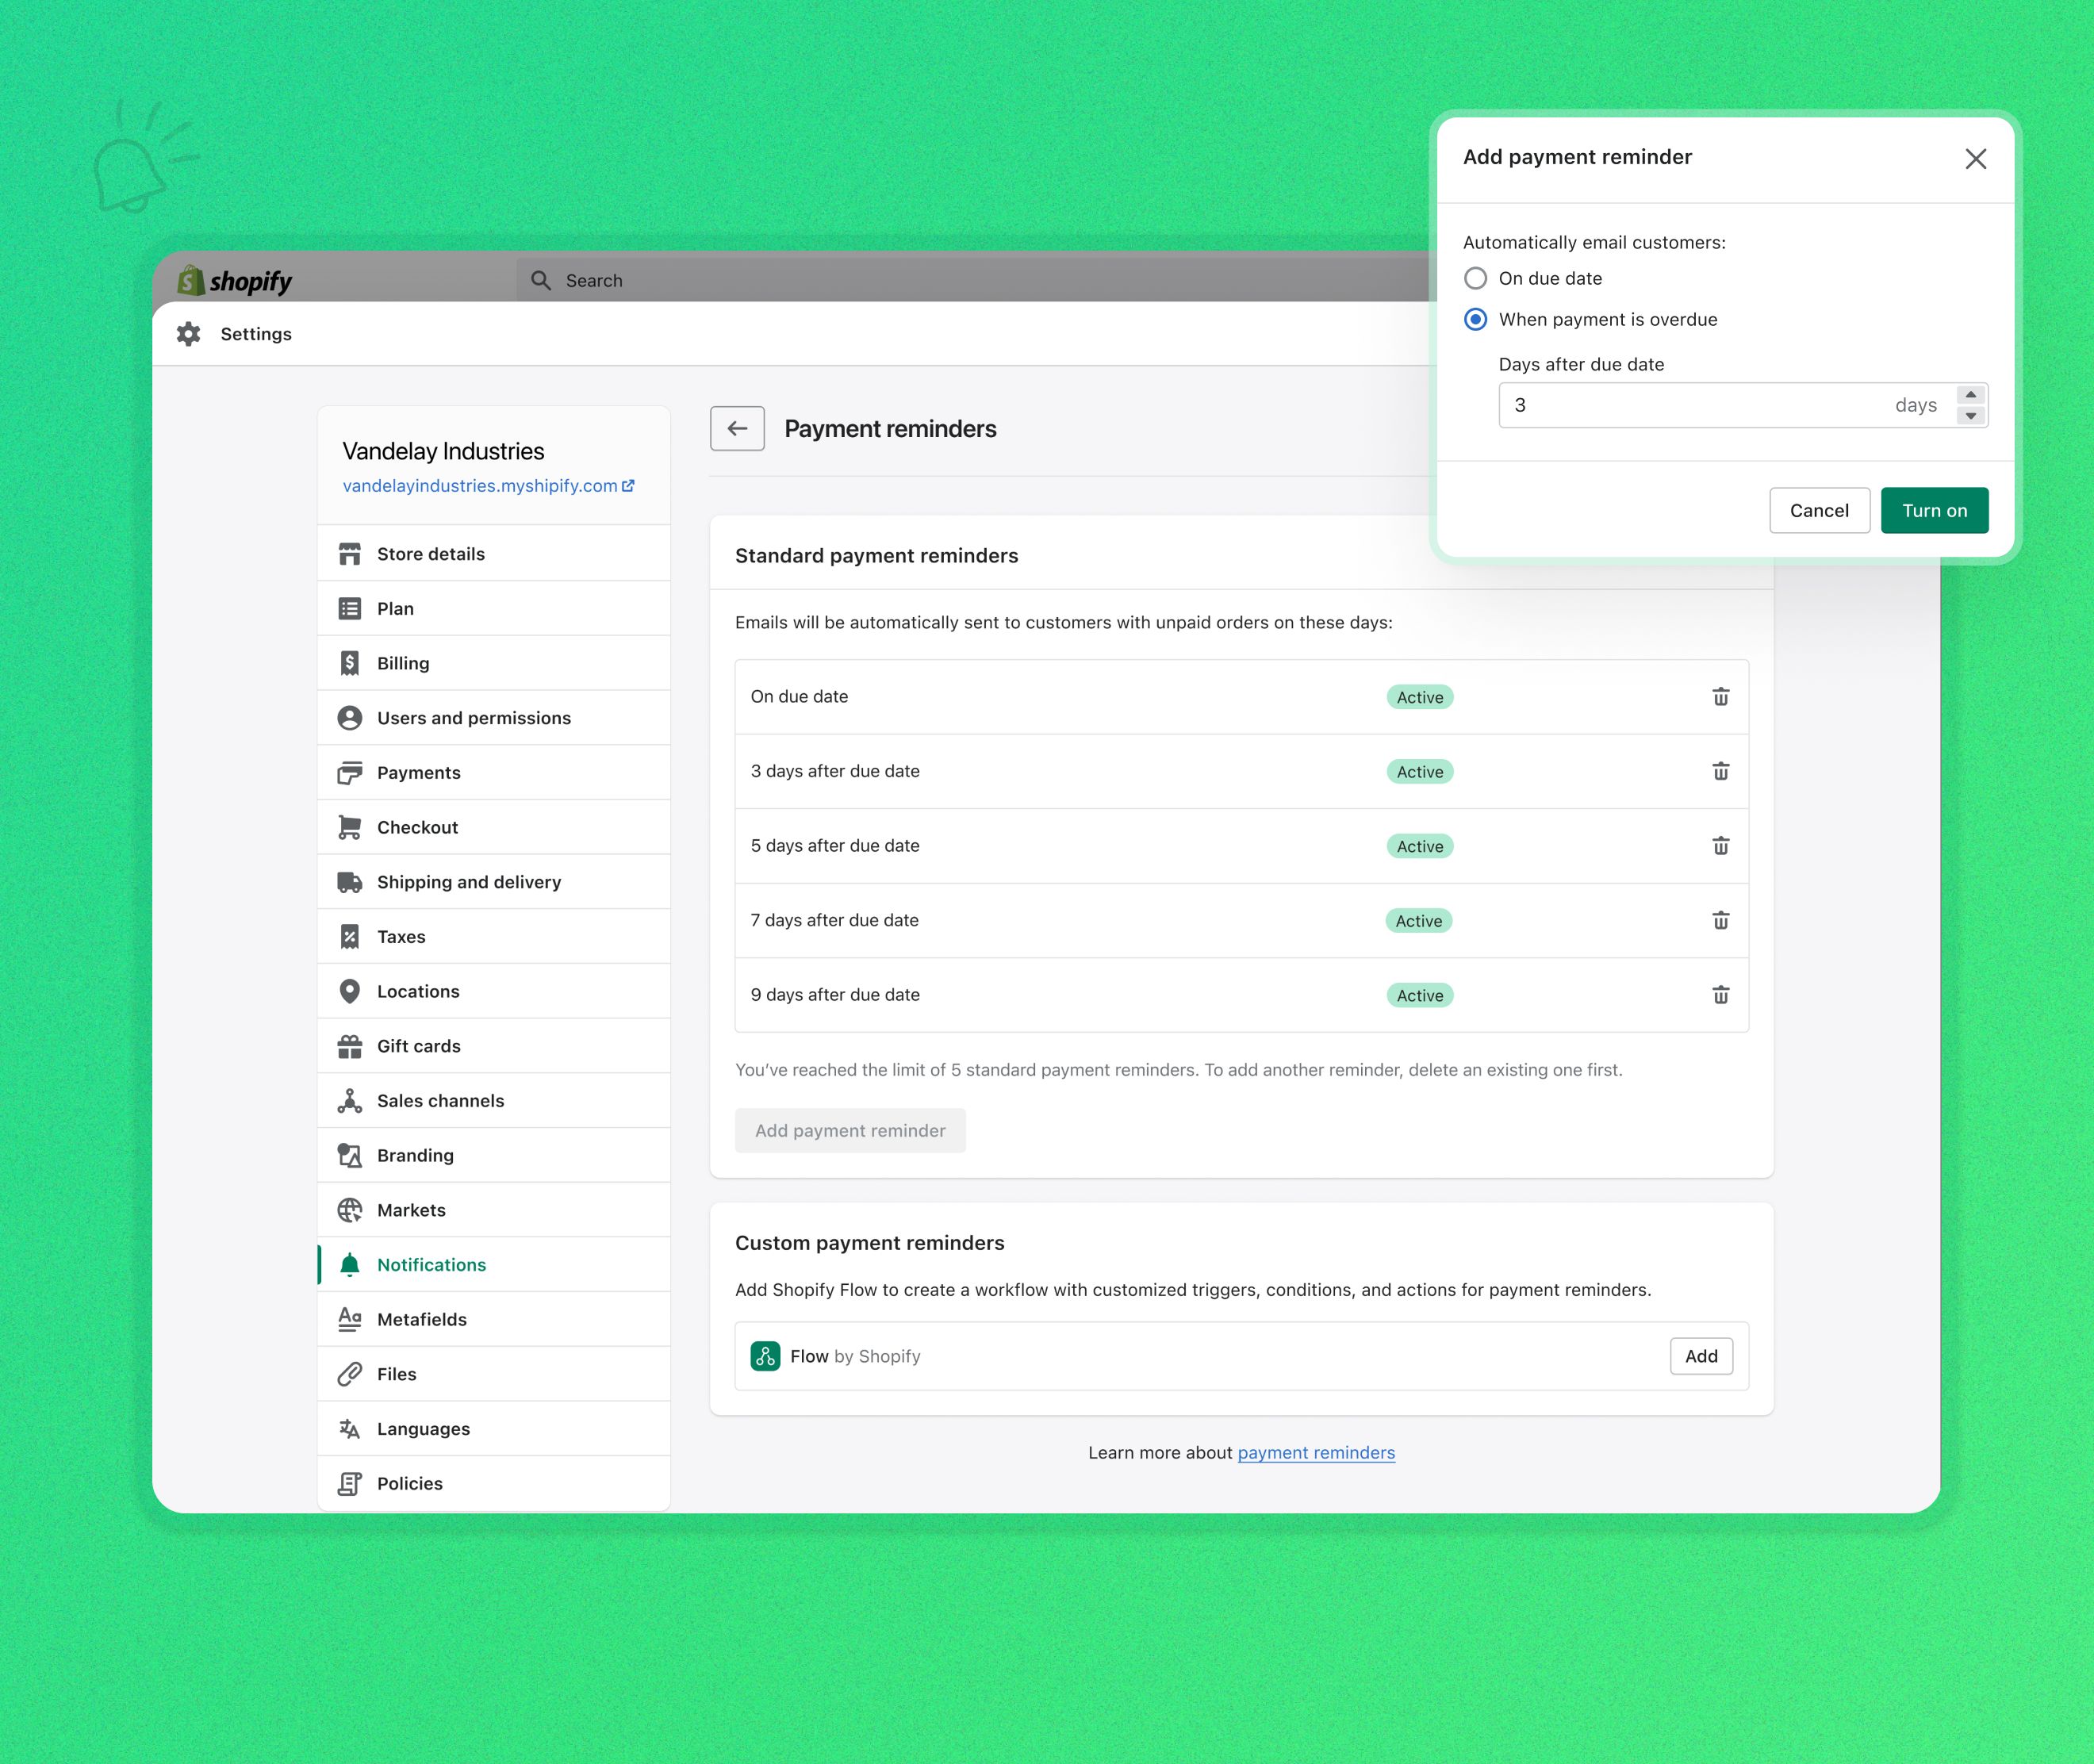 shopify
Search
Settings
Vandelay Industries
vandelayindustries.myshipify.com
Store details
Plan
Billing
Users and permissions
Payments
Checkout
Shipping and delivery
Taxes
Locations
Gift cards
Sales channels
Branding
Markets
Notifications
Metafields
Files
Languages
Policies
Payment reminders
Standard payment reminders
Emails will be automatically sent to customers with unpaid orders on these days:
On due date Active
3 days after due date Active
5 days after due date Active
7 days after due date Active
9 days after due date Active
You’ve reached the limit of 5 standard payment reminders. To add another reminder, delete an existing one first.
Add payment reminder
Custom payment reminders
Add Shopify Flow to create a workflow with customized triggers, conditions, and actions for payment reminders.
Flow by Shopify Add
Learn more about payment reminders
Add payment reminder
Automatically email customers:
On due date
When payment is overdue
Days after due date
3 days
Cancel Turn on